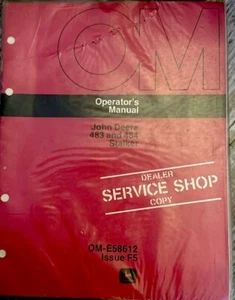 OM
Operator's
Manual
John Deere
483 and 484
Stalker
DEALER
SERVICE SHOP
COPY
OM-E58612
Issue F5